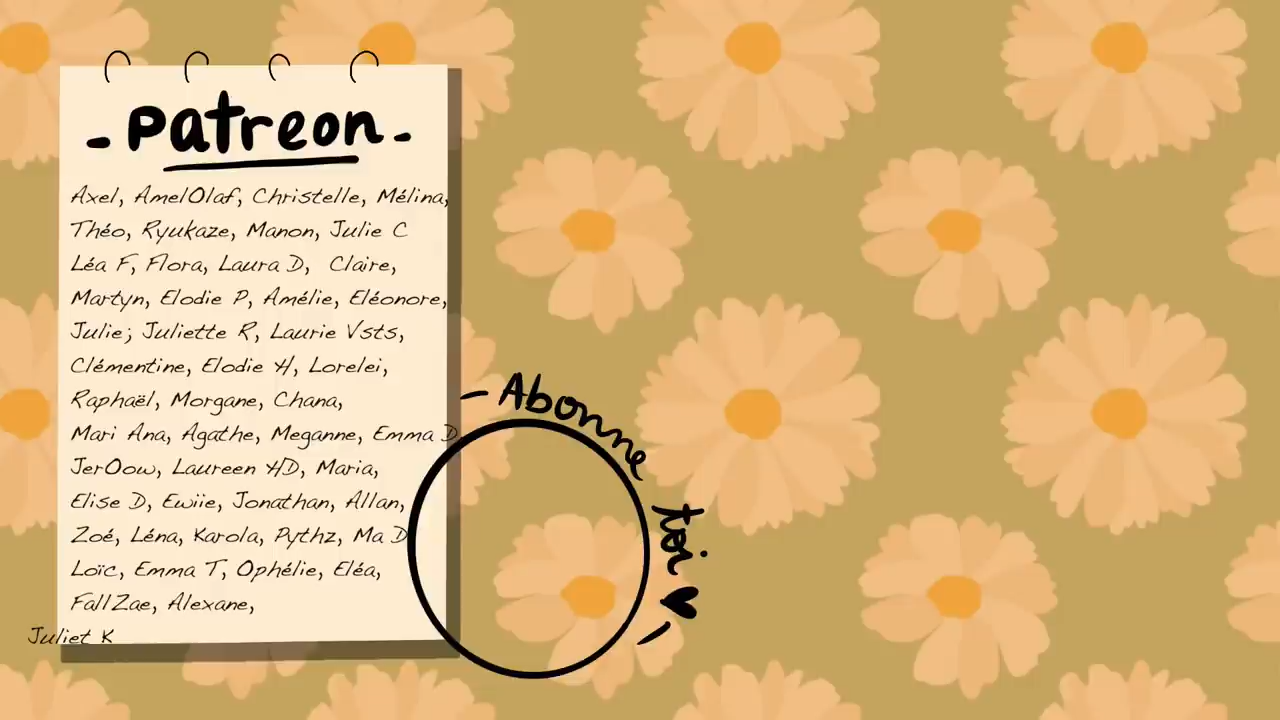 - Patreon -
Axel, AmelOlaf, Christelle, Mélina,
Théo, Ryukaze, Manon, Julie C
Léa F, Flora, Laura D, Claire,
Martyn, Elodie P, Amélie, Eléonore,
Julie; Juliette R, Laurie Vsts,
Clémentine, Elodie H, Lorelei,
Raphaël, Morgane, Chana,
Mari Ana, Agathe, Meganne, Emma D
JerOow, Laureen HD, Maria,
Elise D, Ewiie, Jonathan, Allan,
Zoé, Léna, Karola, Pythz, Ma D
Loïc, Emma T, Ophélie, Eléa,
FallZae, Alexane,
Juliet K
- Abonne toi ♥ -